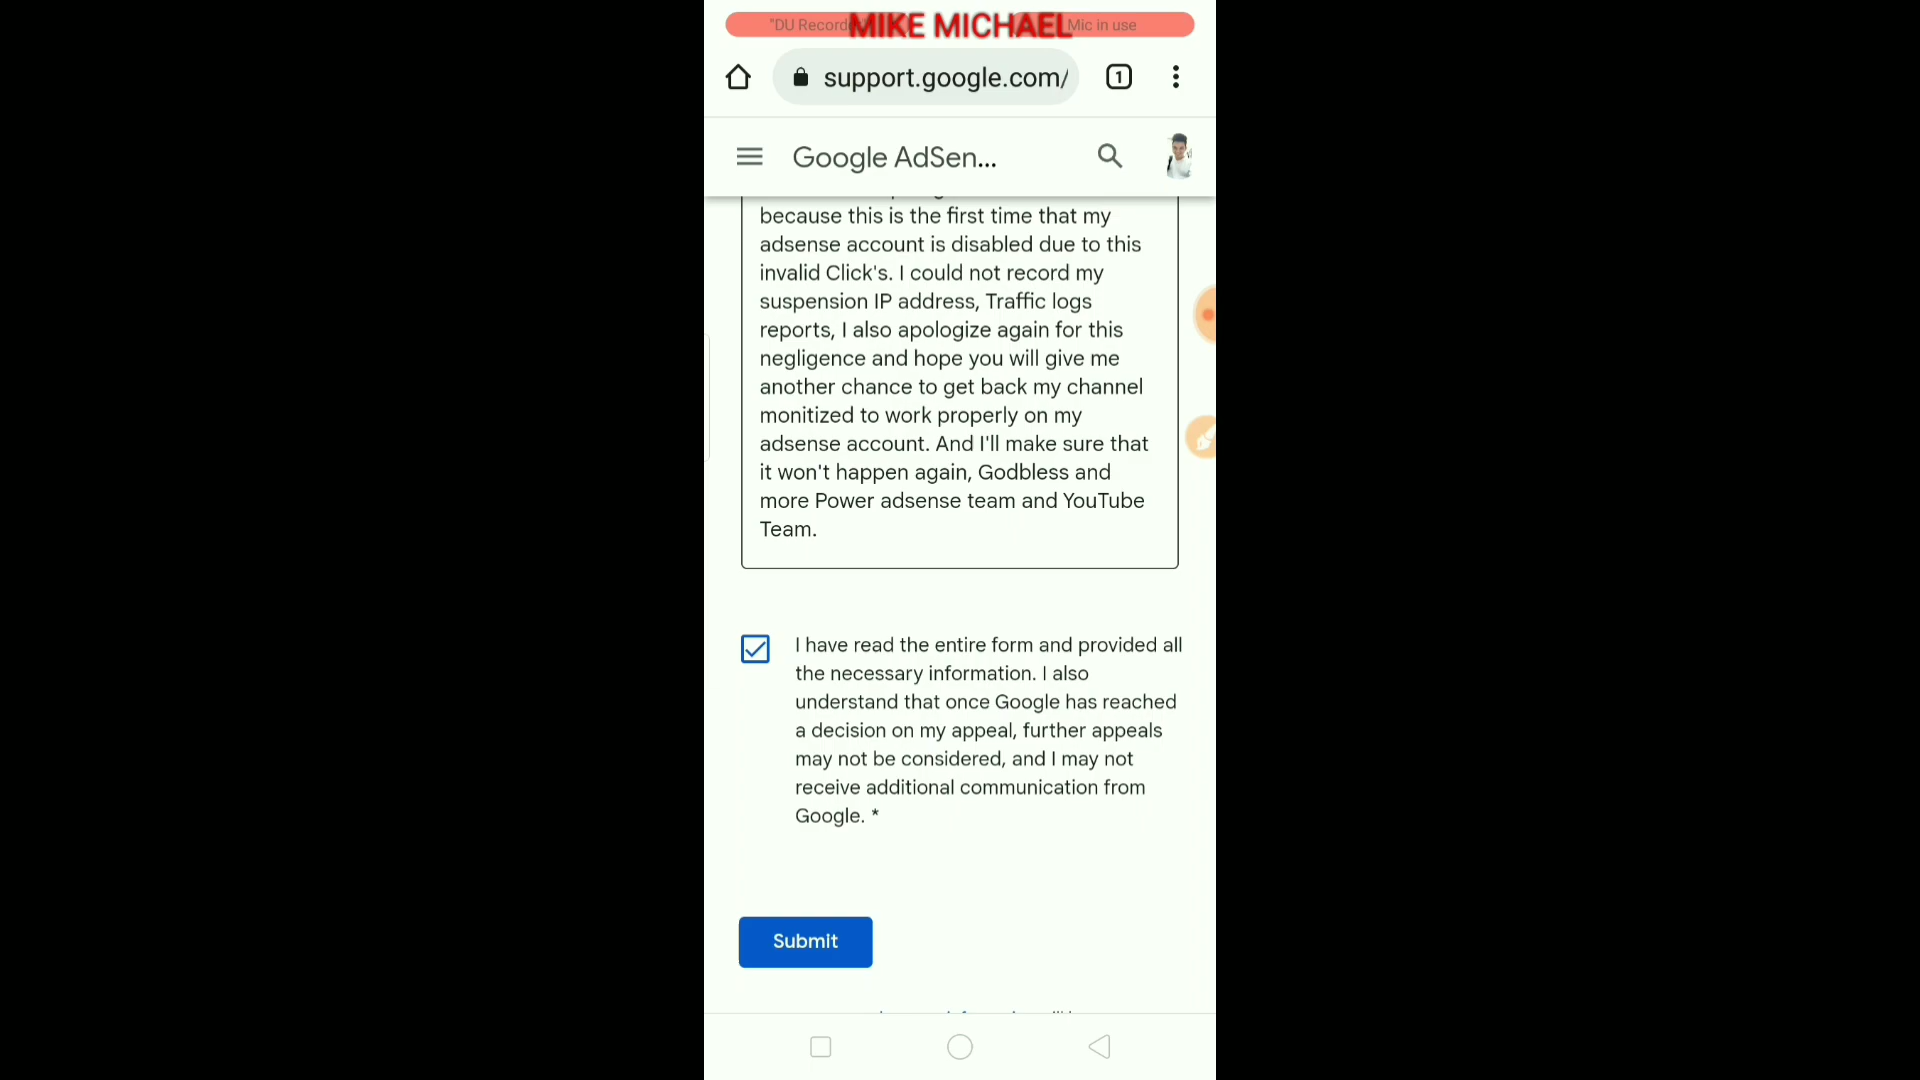 "DU Recorde
MIKE MICHAEL
Mic in use
support.google.com/
1
Google AdSen...
because this is the first time that my
adsense account is disabled due to this
invalid Click's. I could not record my
suspension IP address, Traffic logs
reports, I also apologize again for this
negligence and hope you will give me
another chance to get back my channel
monitized to work properly on my
adsense account. And I'll make sure that
it won't happen again, Godbless and
more Power adsense team and YouTube
Team.
I have read the entire form and provided all
the necessary information. I also
understand that once Google has reached
a decision on my appeal, further appeals
may not be considered, and I may not
receive additional communication from
Google. *
Submit